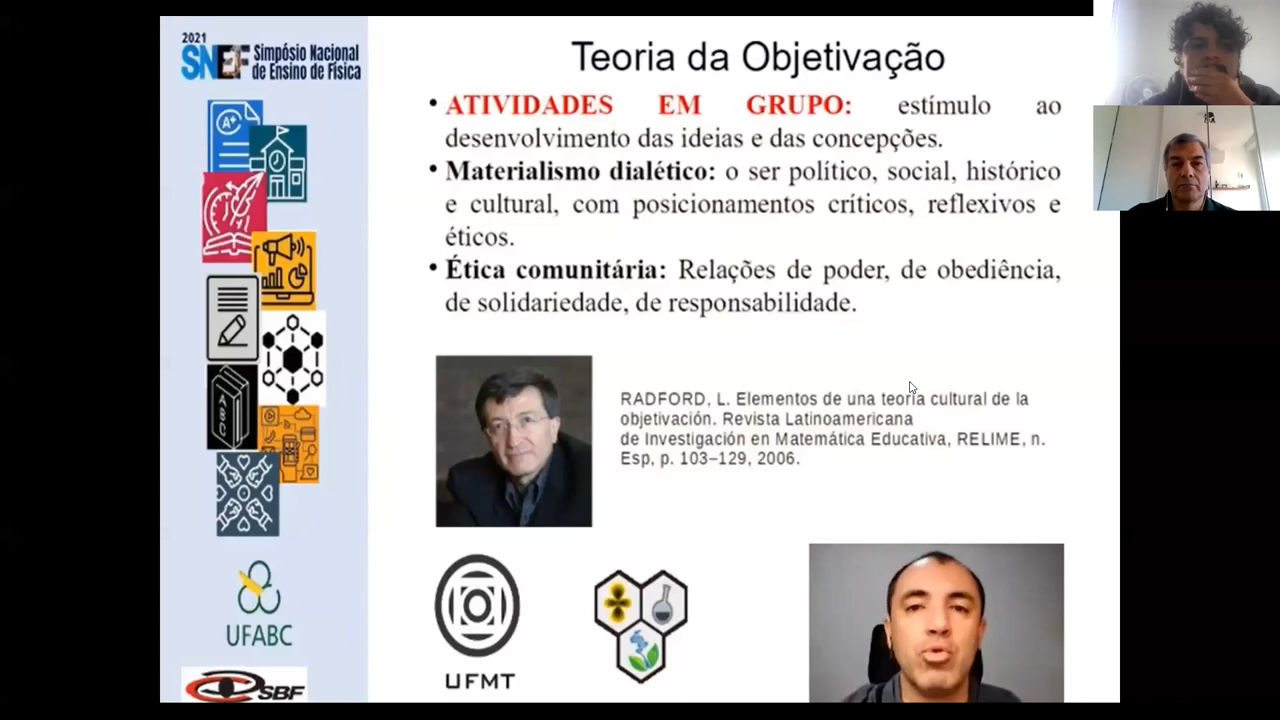 2021
SNEF Simpósio Nacional
de Ensino de Física
Teoria da Objetivação
• ATIVIDADES EM GRUPO: estímulo ao
desenvolvimento das ideias e das concepções.
• Materialismo dialético: o ser político, social, histórico
e cultural, com posicionamentos críticos, reflexivos e
éticos.
• Ética comunitária: Relações de poder, de obediência,
de solidariedade, de responsabilidade.
RADFORD, L. Elementos de una teoría cultural de la
objetivación. Revista Latinoamericana
de Investigación en Matemática Educativa, RELIME, n.
Esp, p. 103–129, 2006.
A+
A B C
UFABC
SBF
UFMT